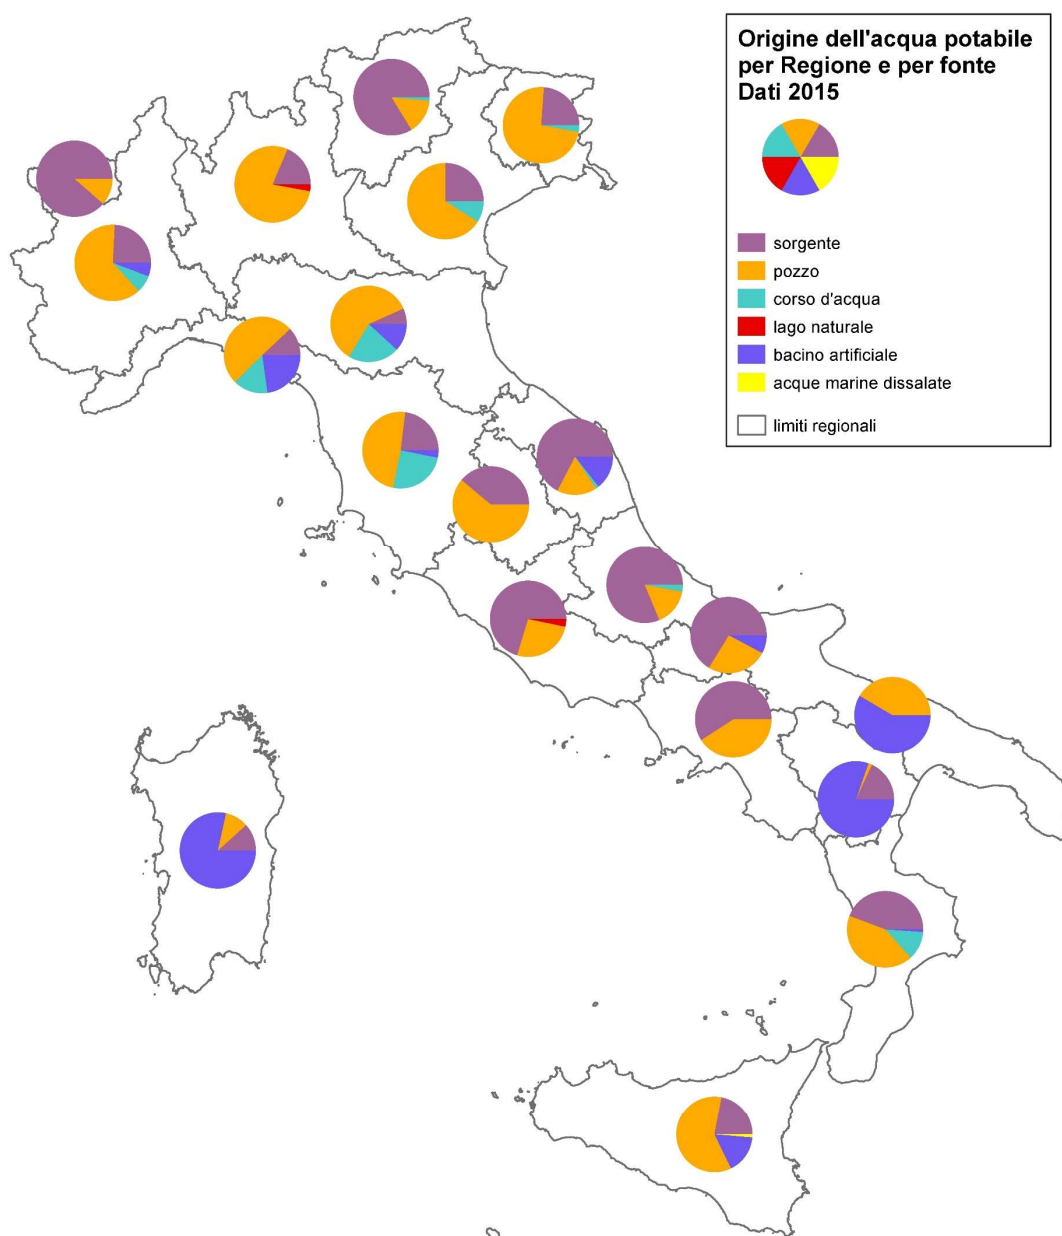 Origine dell'acqua potabile
per Regione e per fonte
Dati 2015
sorgente
pozzo
corso d'acqua
lago naturale
bacino artificiale
acque marine dissalate
limiti regionali